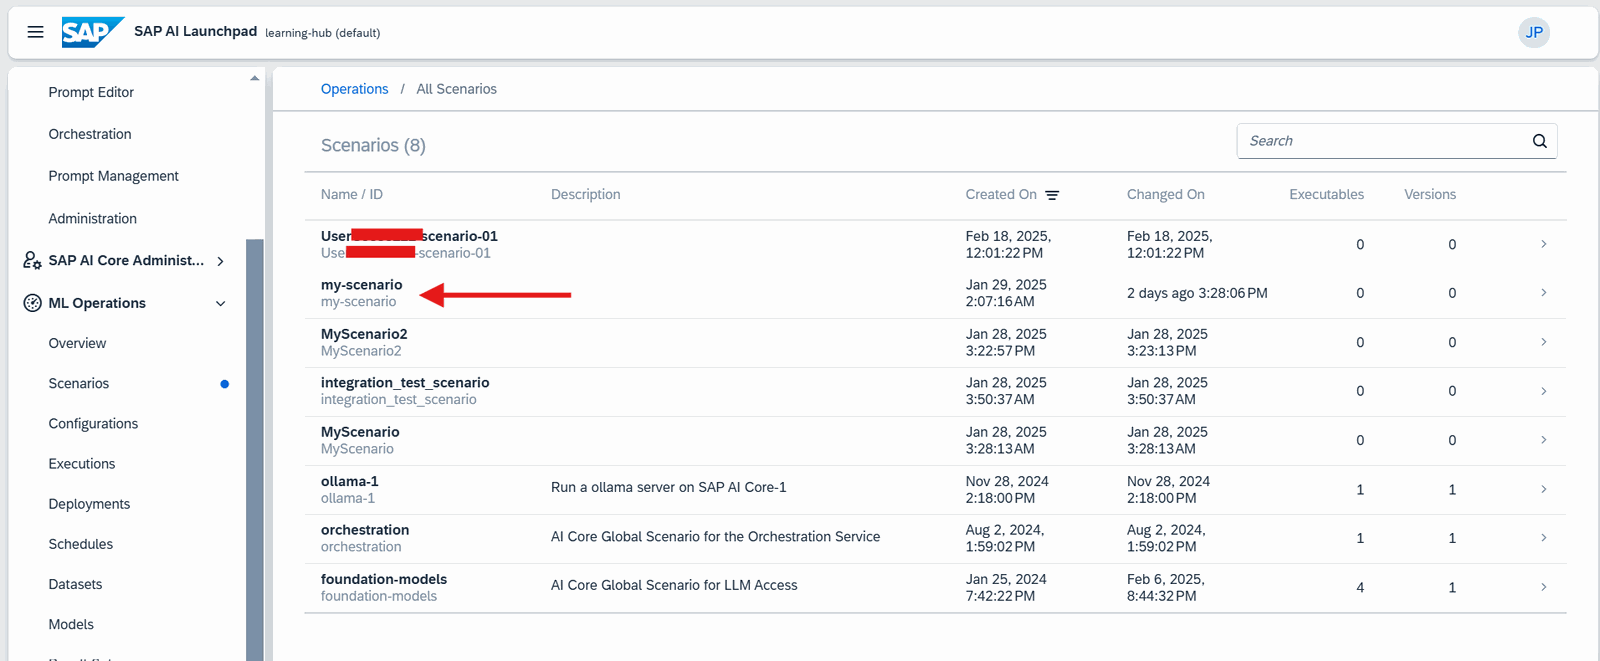 SAP SAP AI Launchpad learning-hub (default) JP
Prompt Editor
Orchestration
Prompt Management
Administration
SAP AI Core Administ...
ML Operations
Overview
Scenarios
Configurations
Executions
Deployments
Schedules
Datasets
Models
Operations / All Scenarios
Scenarios (8)
Search
Name / ID Description Created On Changed On Executables Versions
User scenario-01 Feb 18, 2025, Feb 18, 2025, 0 0
Use -scenario-01 12:01:22 PM 12:01:22 PM
my-scenario Jan 29, 2025 2 days ago 3:28:06 PM 0 0
my-scenario 2:07:16 AM
MyScenario2 Jan 28, 2025 Jan 28, 2025 0 0
MyScenario2 3:22:57 PM 3:23:13 PM
integration_test_scenario Jan 28, 2025 Jan 28, 2025 0 0
integration_test_scenario 3:50:37 AM 3:50:37 AM
MyScenario Jan 28, 2025 Jan 28, 2025 0 0
MyScenario 3:28:13 AM 3:28:13 AM
ollama-1 Run a ollama server on SAP AI Core-1 Nov 28, 2024 Nov 28, 2024 1 1
ollama-1 2:18:00 PM 2:18:00 PM
orchestration AI Core Global Scenario for the Orchestration Service Aug 2, 2024, Aug 2, 2024, 1 1
orchestration 1:59:02 PM 1:59:02 PM
foundation-models AI Core Global Scenario for LLM Access Jan 25, 2024 Feb 6, 2025, 4 1
foundation-models 7:42:22 PM 8:44:32 PM